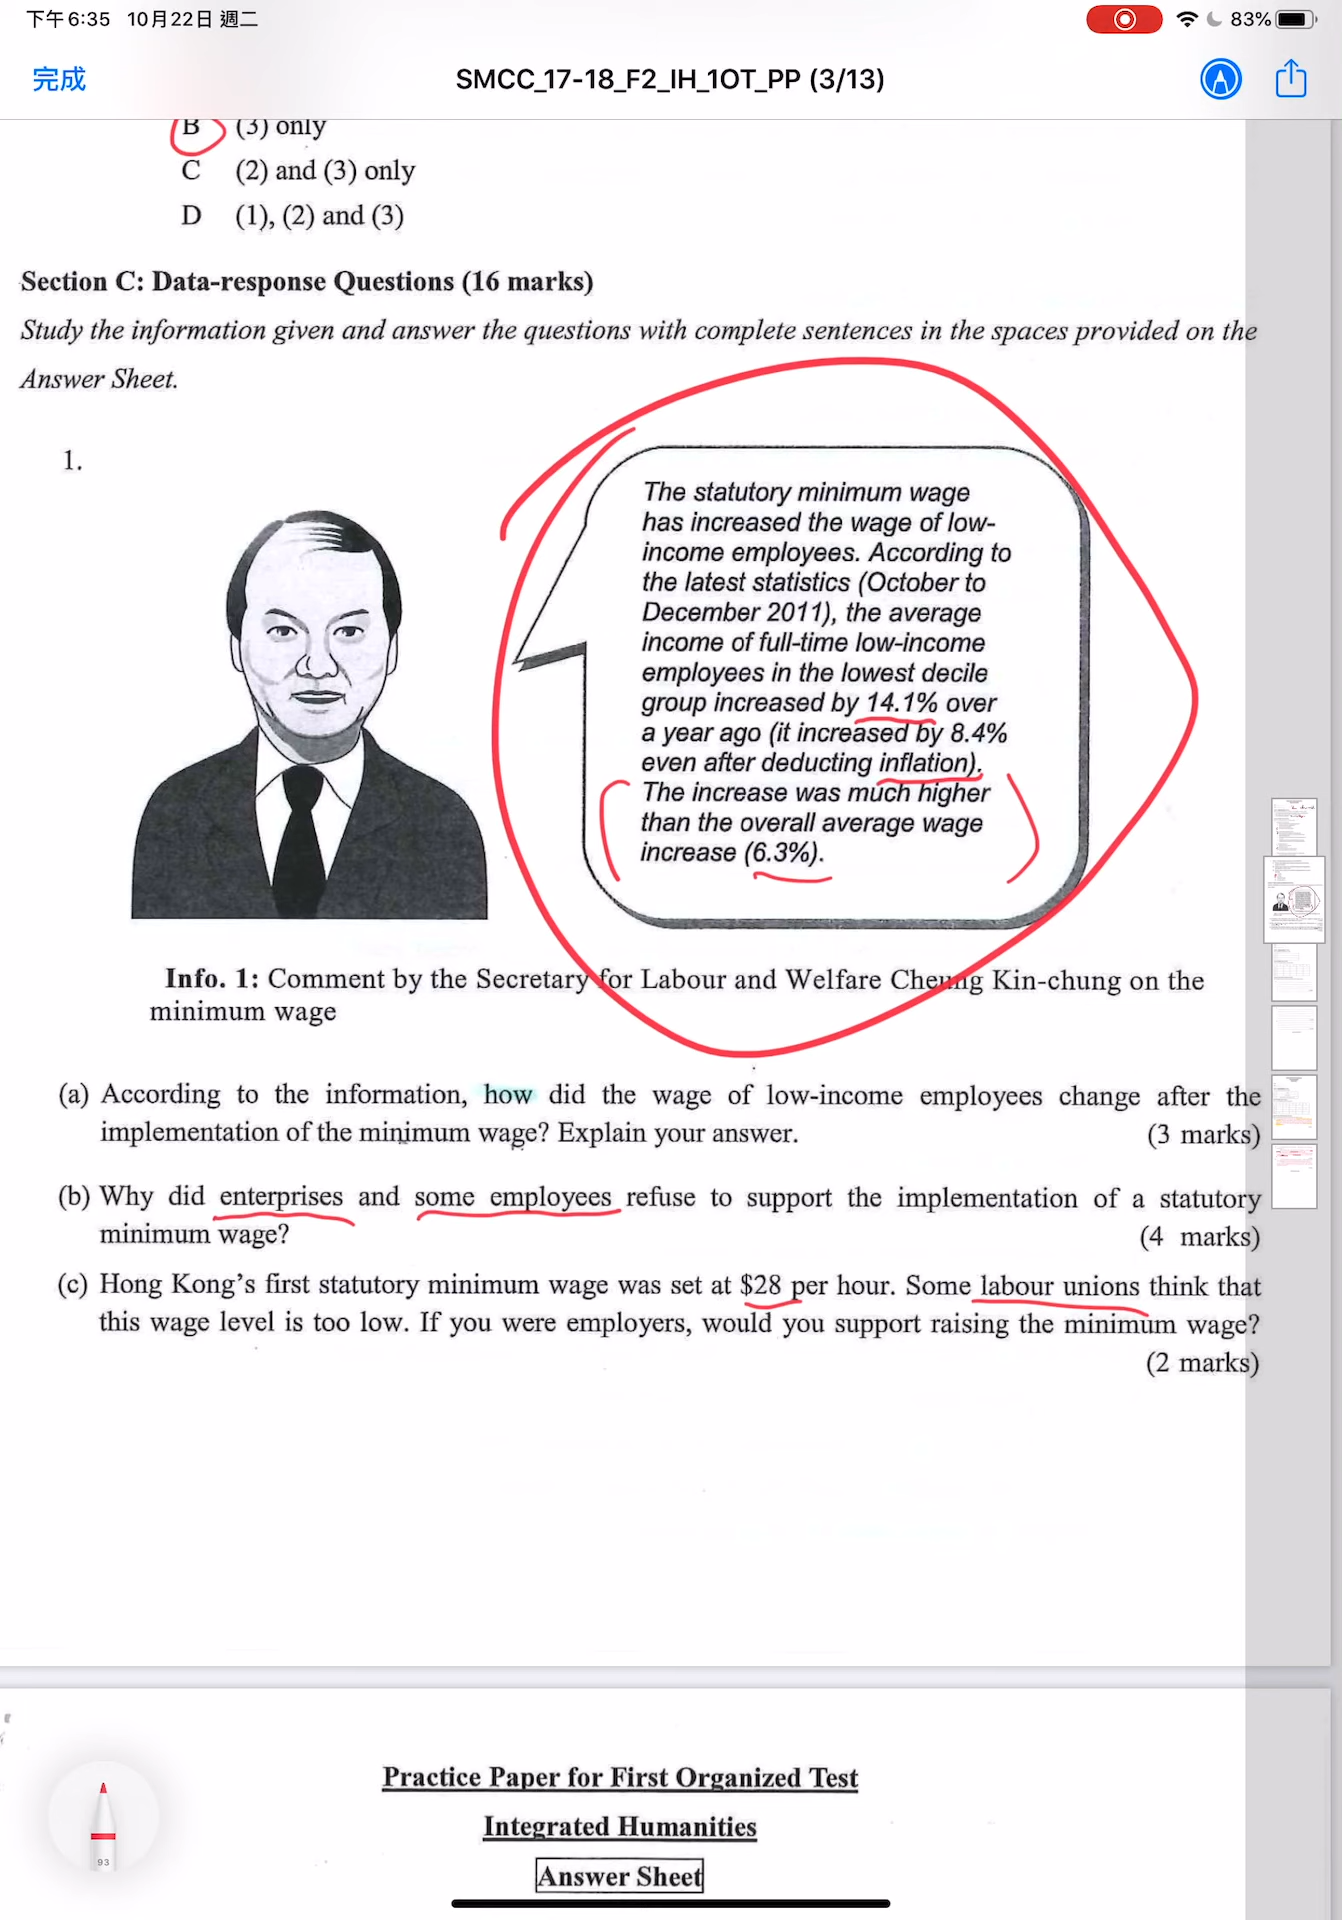 下午6:35 10月22日 週二
83%
完成
SMCC_17-18_F2_IH_1OT_PP (3/13)
B (3) only
C (2) and (3) only
D (1), (2) and (3)
Section C: Data-response Questions (16 marks)
Study the information given and answer the questions with complete sentences in the spaces provided on the
Answer Sheet.
1.
The statutory minimum wage
has increased the wage of low-
income employees. According to
the latest statistics (October to
December 2011), the average
income of full-time low-income
employees in the lowest decile
group increased by 14.1% over
a year ago (it increased by 8.4%
even after deducting inflation).
The increase was much higher
than the overall average wage
increase (6.3%).
Info. 1: Comment by the Secretary for Labour and Welfare Cheung Kin-chung on the
minimum wage
(a) According to the information, how did the wage of low-income employees change after the
implementation of the minimum wage? Explain your answer.
(3 marks)
(b) Why did enterprises and some employees refuse to support the implementation of a statutory
minimum wage?
(4 marks)
(c) Hong Kong's first statutory minimum wage was set at $28 per hour. Some labour unions think that
this wage level is too low. If you were employers, would you support raising the minimum wage?
(2 marks)
Practice Paper for First Organized Test
Integrated Humanities
Answer Sheet
93